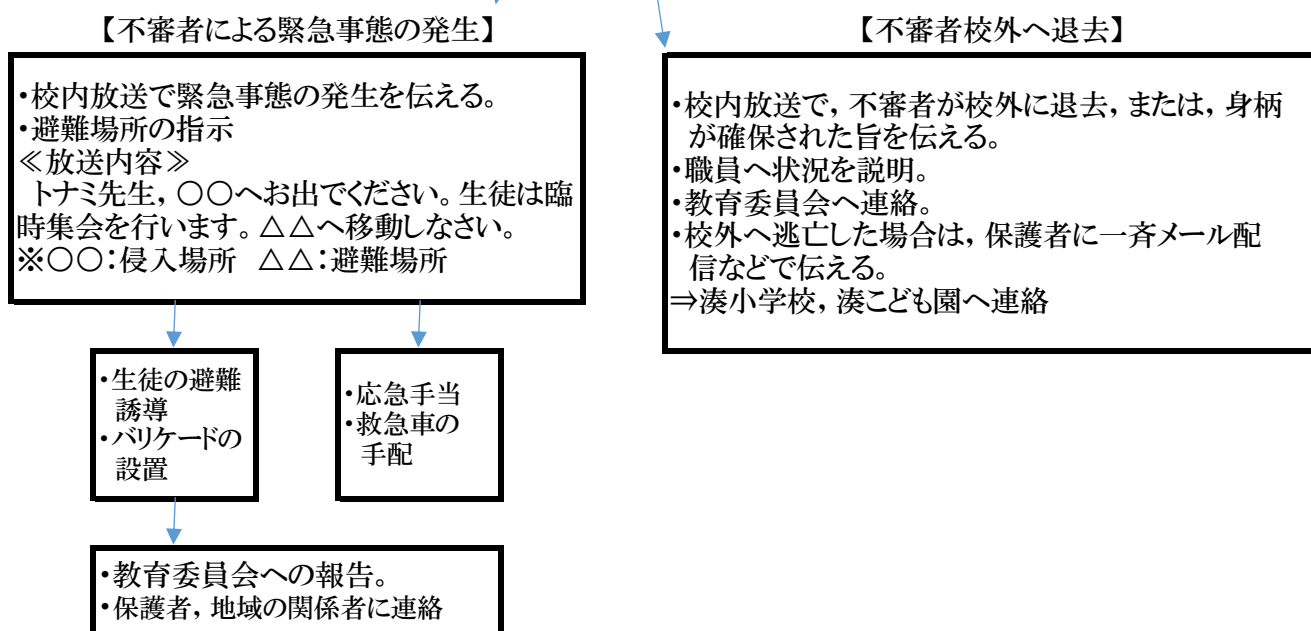 【不審者による緊急事態の発生】
・校内放送で緊急事態の発生を伝える。
・避難場所の指示
≪放送内容≫
トナミ先生，○○へお出でください。生徒は臨
時集会を行います。△△へ移動しなさい。
※○○：侵入場所　△△：避難場所
・生徒の避難
誘導
・バリケードの
設置
・応急手当
・救急車の
手配
・教育委員会への報告。
・保護者，地域の関係者に連絡
【不審者校外へ退去】
・校内放送で，不審者が校外に退去，または，身柄
が確保された旨を伝える。
・職員へ状況を説明。
・教育委員会へ連絡。
・校外へ逃亡した場合は，保護者に一斉メール配
信などで伝える。
⇒湊小学校，湊こども園へ連絡